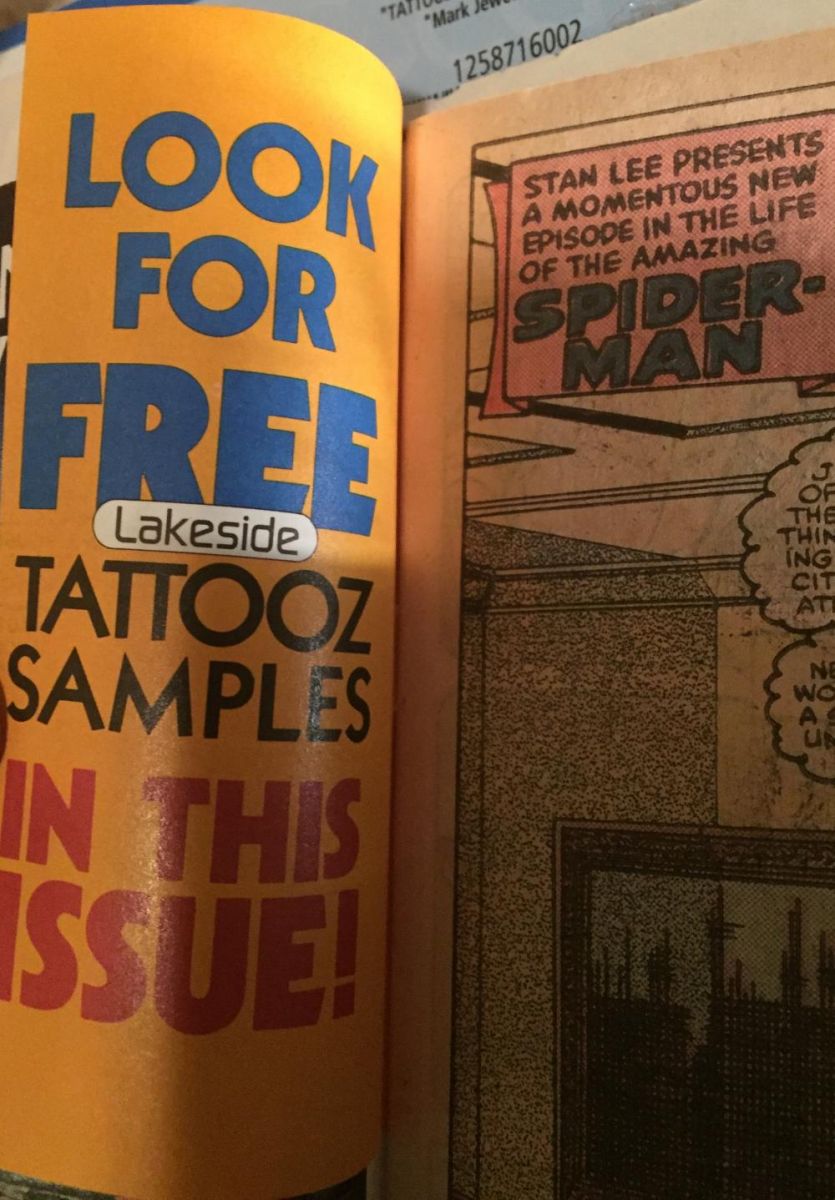 "Mark
1258716002
LOOK
FOR
FREE
Lakeside
TATTOOZ
SAMPLES
IN THIS
ISSUE!
STAN LEE PRESENTS
A MOMENTOUS NEW
EPISODE IN THE LIFE
OF THE AMAZING
SPIDER-
MAN